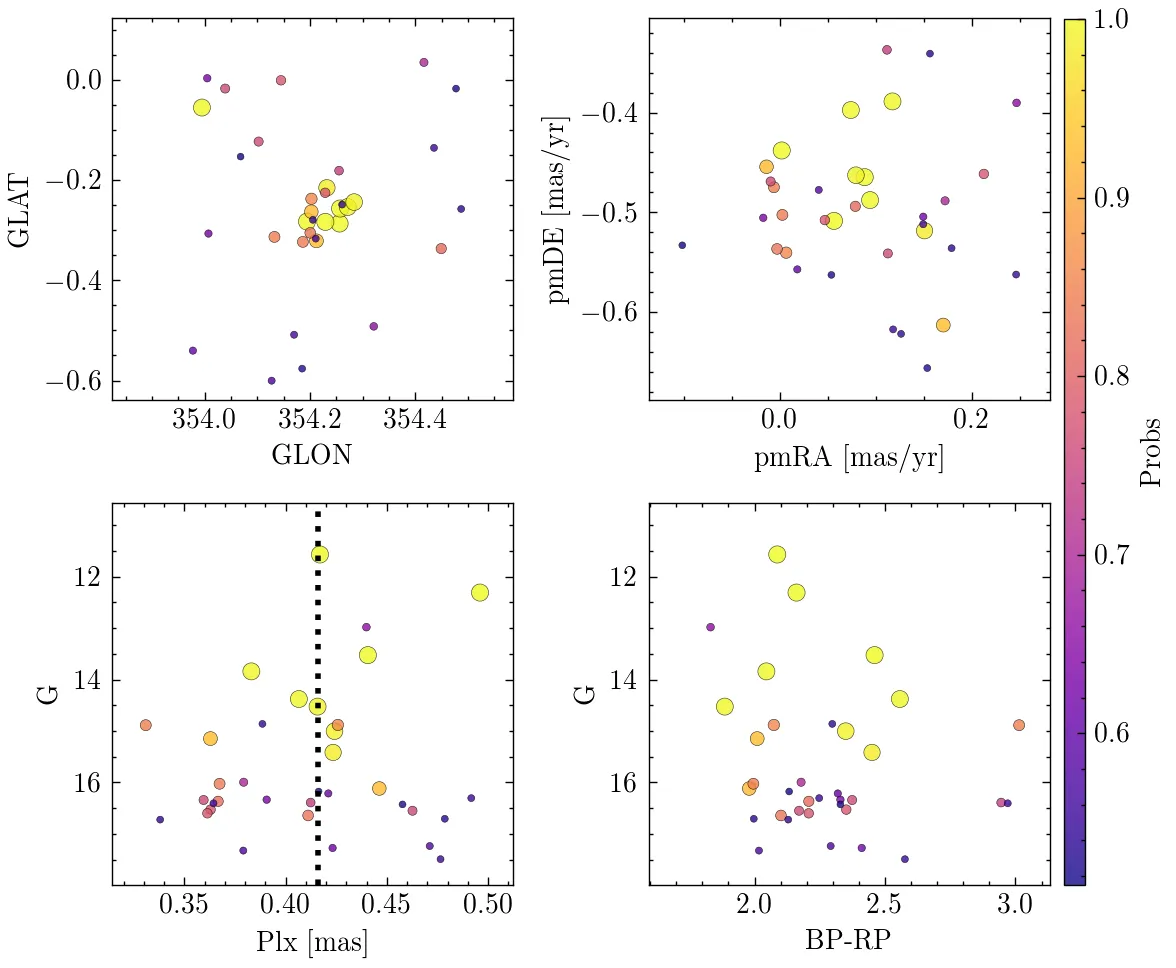 0.0
−0.2
−0.4
−0.6
GLAT
354.0 354.2 354.4
GLON
−0.4
−0.5
−0.6
pmDE [mas/yr]
0.0 0.2
pmRA [mas/yr]
1.0
0.9
0.8
0.7
0.6
Probs
12
14
16
G
0.35 0.40 0.45 0.50
Plx [mas]
12
14
16
G
2.0 2.5 3.0
BP-RP